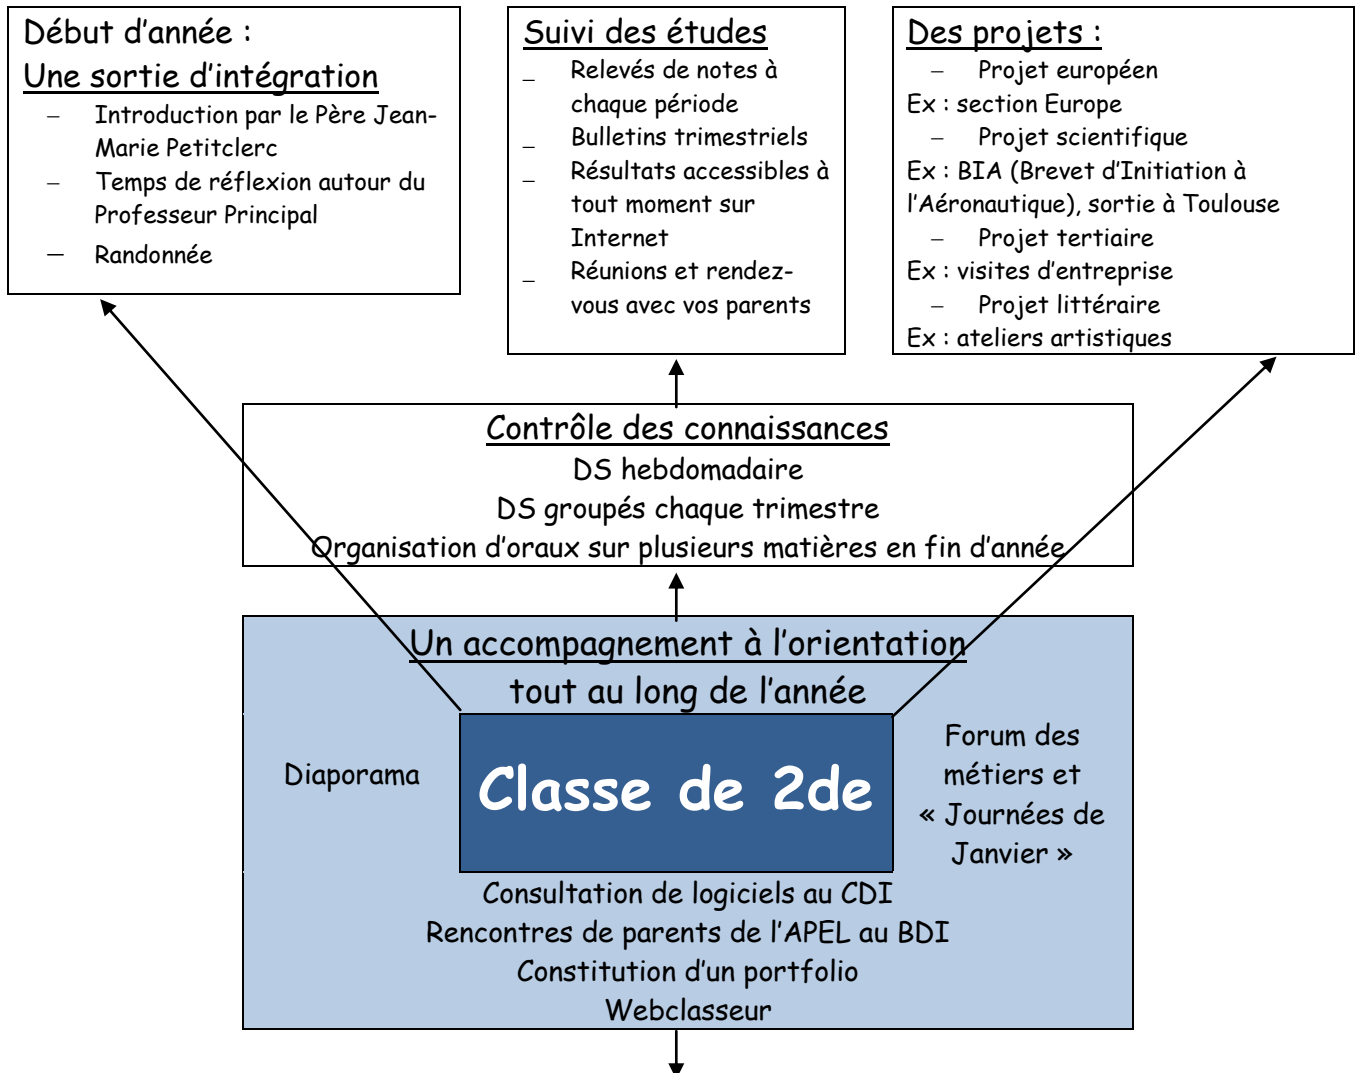 Début d'année :
Une sortie d'intégration
– Introduction par le Père Jean-
Marie Petitclerc
– Temps de réflexion autour du
Professeur Principal
– Randonnée
Suivi des études
_ Relevés de notes à
chaque période
_ Bulletins trimestriels
_ Résultats accessibles à
tout moment sur
Internet
_ Réunions et rendez-
vous avec vos parents
Des projets :
– Projet européen
Ex : section Europe
– Projet scientifique
Ex : BIA (Brevet d'Initiation à
l'Aéronautique), sortie à Toulouse
– Projet tertiaire
Ex : visites d'entreprise
– Projet littéraire
Ex : ateliers artistiques
Contrôle des connaissances
DS hebdomadaire
DS groupés chaque trimestre
Organisation d'oraux sur plusieurs matières en fin d'année
Un accompagnement à l'orientation
tout au long de l'année
Diaporama
Classe de 2de
Forum des
métiers et
« Journées de
Janvier »
Consultation de logiciels au CDI
Rencontres de parents de l'APEL au BDI
Constitution d'un portfolio
Webclasseur